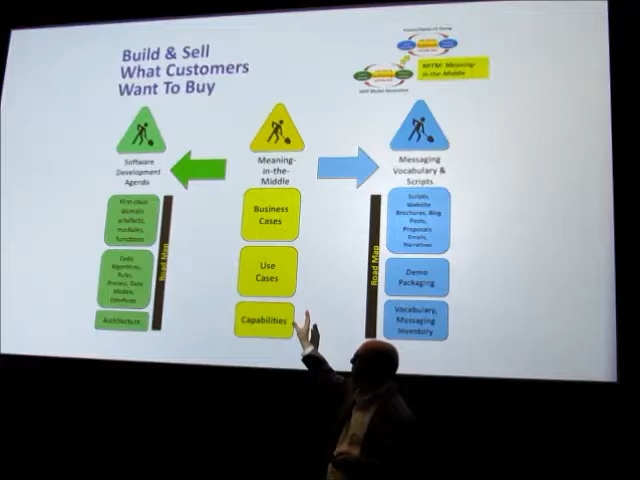 Build & Sell
What Customers
Want To Buy
MITM: Meaning-
in-the-Middle
Software
Development
Agenda
Meaning-
in-the-
Middle
Messaging
Vocabulary &
Scripts
First-class
domain
artefacts,
modules,
functions
Code,
Algorithms,
Rules,
Process, Data
Models,
Interfaces
Architecture
Road Map
Business
Cases
Use
Cases
Capabilities
Road Map
Scripts,
Website
Brochures, Blog
Posts,
Proposals
Emails,
Narratives
Demo
Packaging
Vocabulary,
Messaging
Inventory